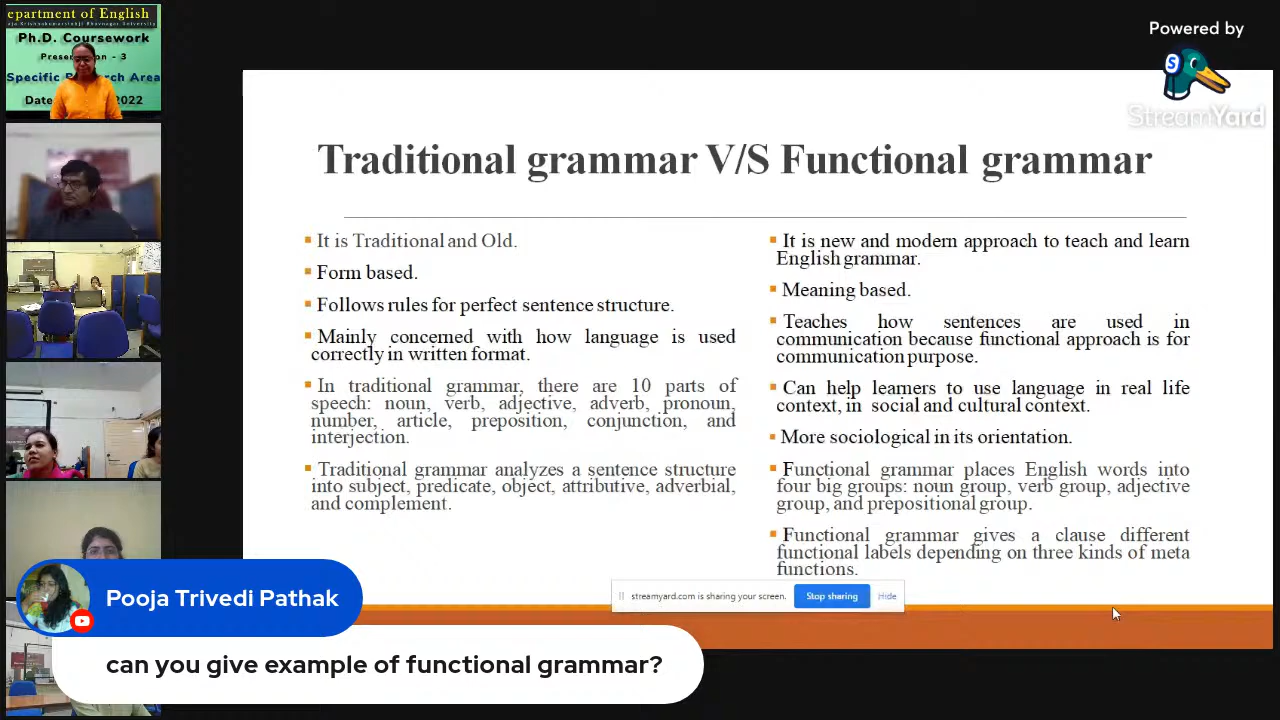 epartment of English
aja Krishnakumarsinhji Bhavnagar University
Ph.D. Coursework
Specific
Area
Date
2022
Powered by
S
StreamYard
Traditional grammar V/S Functional grammar
It is Traditional and Old.
Form based.
Follows rules for perfect sentence structure.
Mainly concerned with how language is used
correctly in written format.
In traditional grammar, there are 10 parts of
speech: noun, verb, adjective, adverb, pronoun,
number, article, preposition, conjunction, and
interjection.
Traditional grammar analyzes a sentence structure
into subject, predicate, object, attributive, adverbial,
and complement.
It is new and modern approach to teach and learn
English grammar.
Meaning based.
Teaches how sentences are used in
communication because functional approach is for
communication purpose.
Can help learners to use language in real life
context, in social and cultural context.
More sociological in its orientation.
Functional grammar places English words into
four big groups: noun group, verb group, adjective
group, and prepositional group.
Functional grammar gives a clause different
functional labels depending on three kinds of meta
functions.
streamyard.com is sharing your screen.
Stop sharing
Hide
Pooja Trivedi Pathak
can you give example of functional grammar?